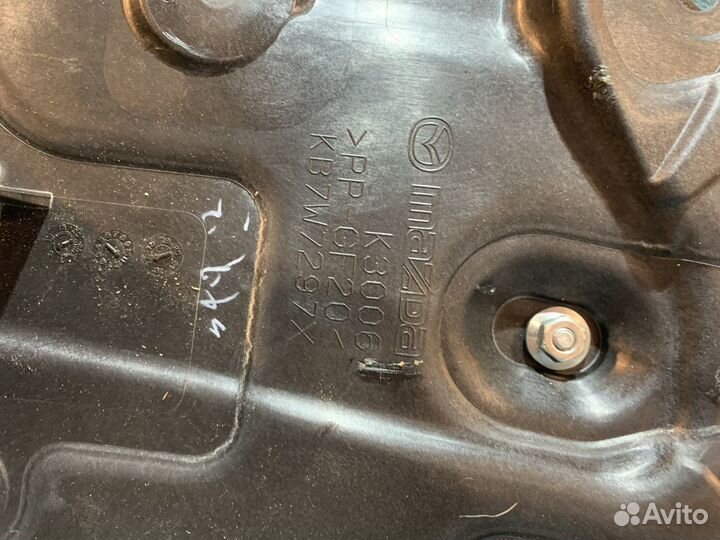 mazda
K3006
>PP-GF20<
KB7W7297X
Avito